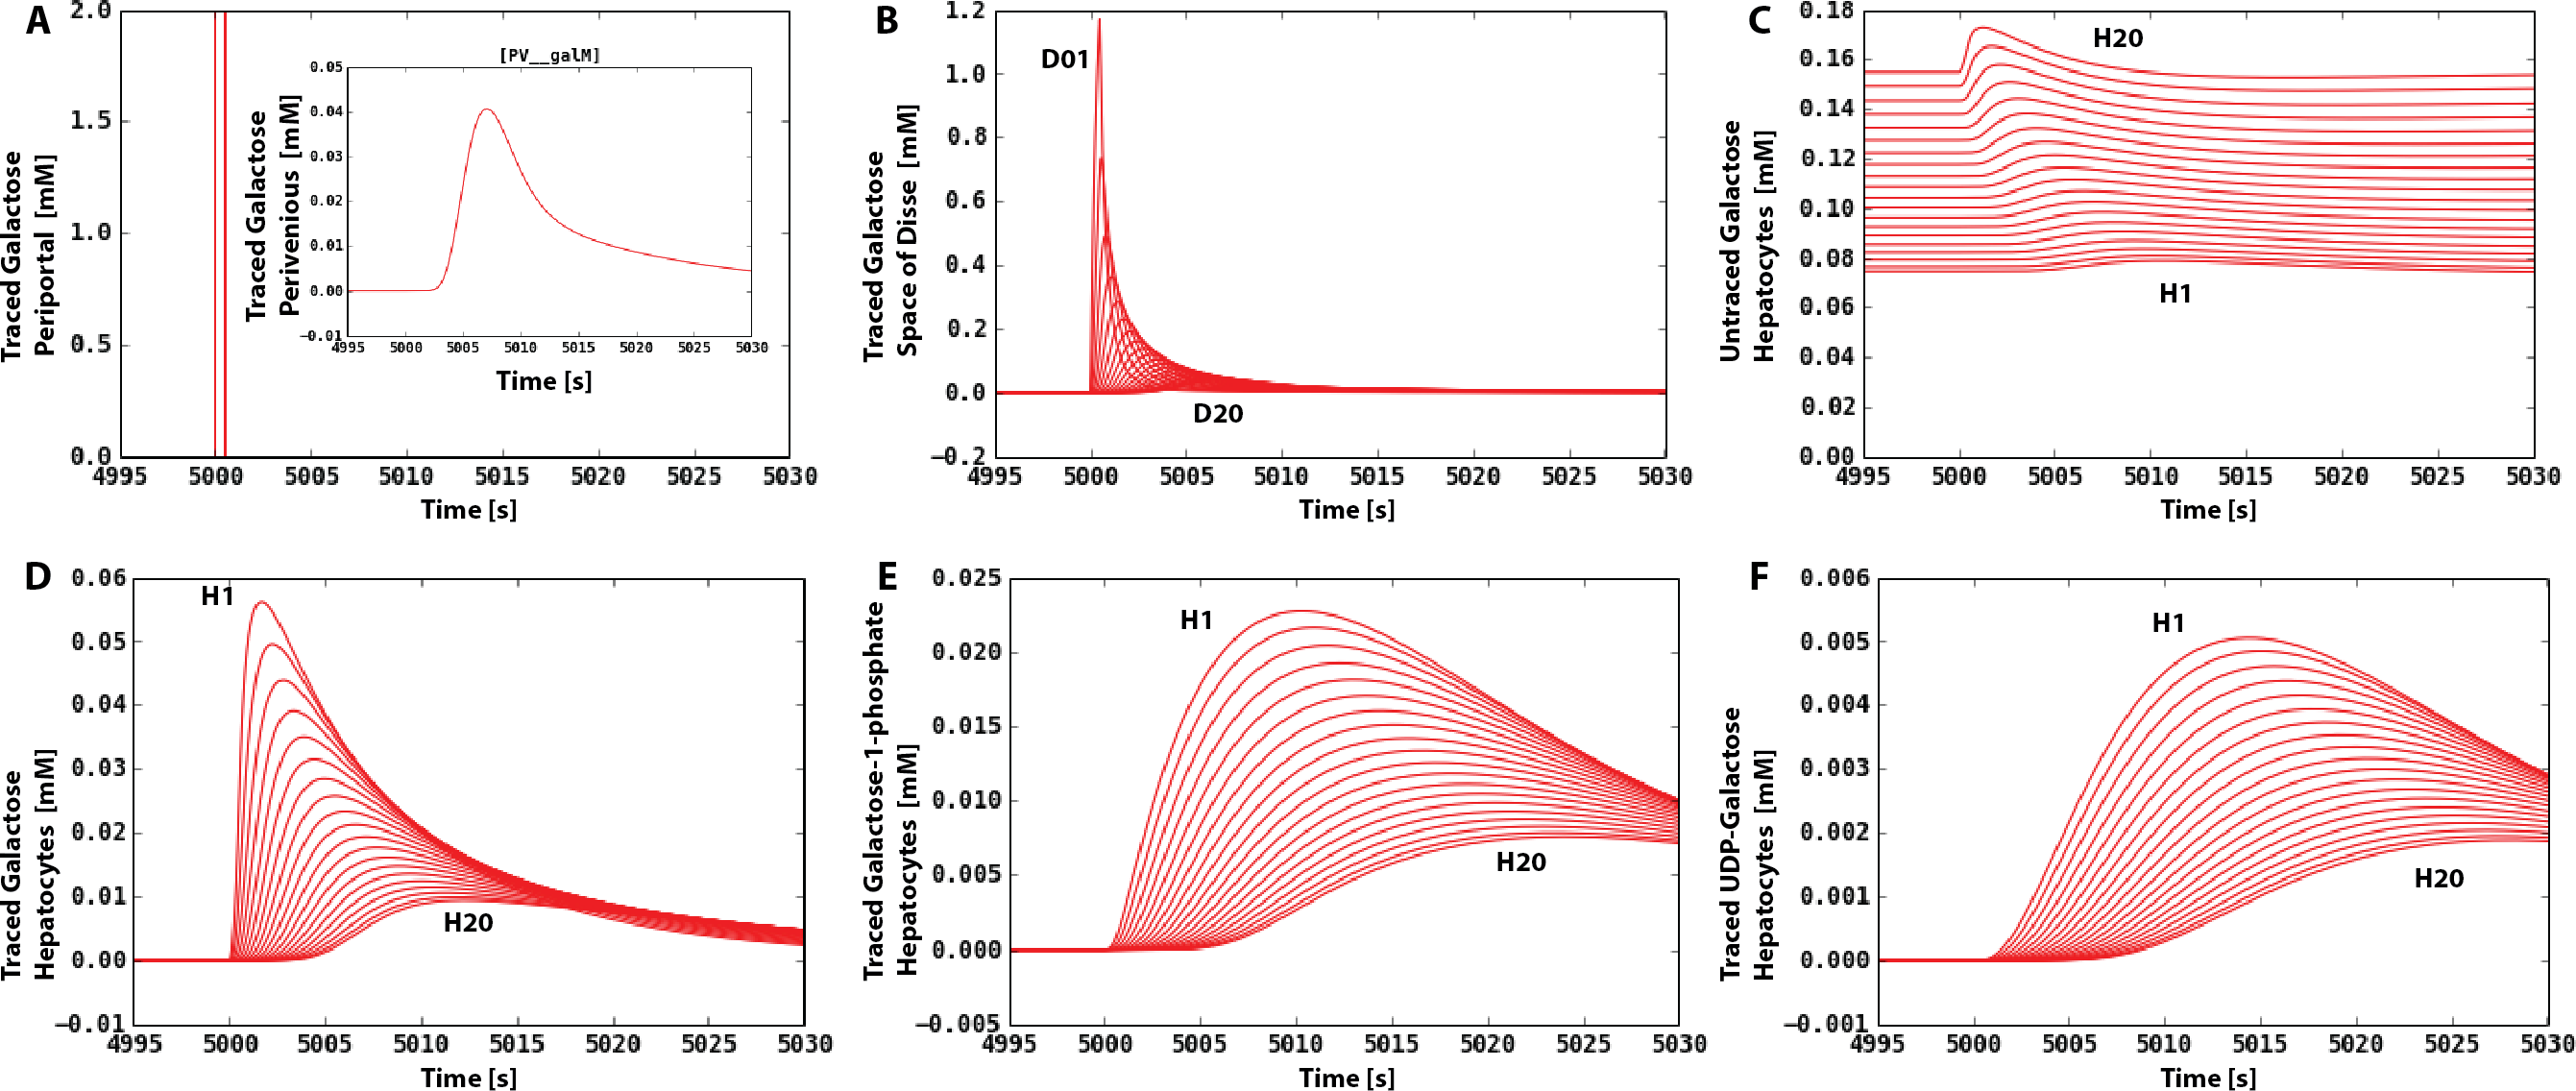 A
Traced Galactose
Periportal [mM]
2.0
1.5
1.0
0.5
0.0
4995 5000 5005 5010 5015 5020 5025 5030
Time [s]
[PV__galM]
Traced Galactose
Perivenious [mM]
0.05
0.04
0.03
0.02
0.01
0.00
−0.01
4995 5000 5005 5010 5015 5020 5025 5030
Time [s]
B
Traced Galactose
Space of Disse [mM]
1.2
1.0
0.8
0.6
0.4
0.2
0.0
−0.2
D01
D20
4995 5000 5005 5010 5015 5020 5025 5030
Time [s]
C
Untraced Galactose
Hepatocytes [mM]
0.18
0.16
0.14
0.12
0.10
0.08
0.06
0.04
0.02
0.00
H20
H1
4995 5000 5005 5010 5015 5020 5025 5030
Time [s]
D
Traced Galactose
Hepatocytes [mM]
0.06
0.05
0.04
0.03
0.02
0.01
0.00
−0.01
H1
H20
4995 5000 5005 5010 5015 5020 5025 5030
Time [s]
E
Traced Galactose-1-phosphate
Hepatocytes [mM]
0.025
0.020
0.015
0.010
0.005
0.000
−0.005
H1
H20
4995 5000 5005 5010 5015 5020 5025 5030
Time [s]
F
Traced UDP-Galactose
Hepatocytes [mM]
0.006
0.005
0.004
0.003
0.002
0.001
0.000
−0.001
H1
H20
4995 5000 5005 5010 5015 5020 5025 5030
Time [s]